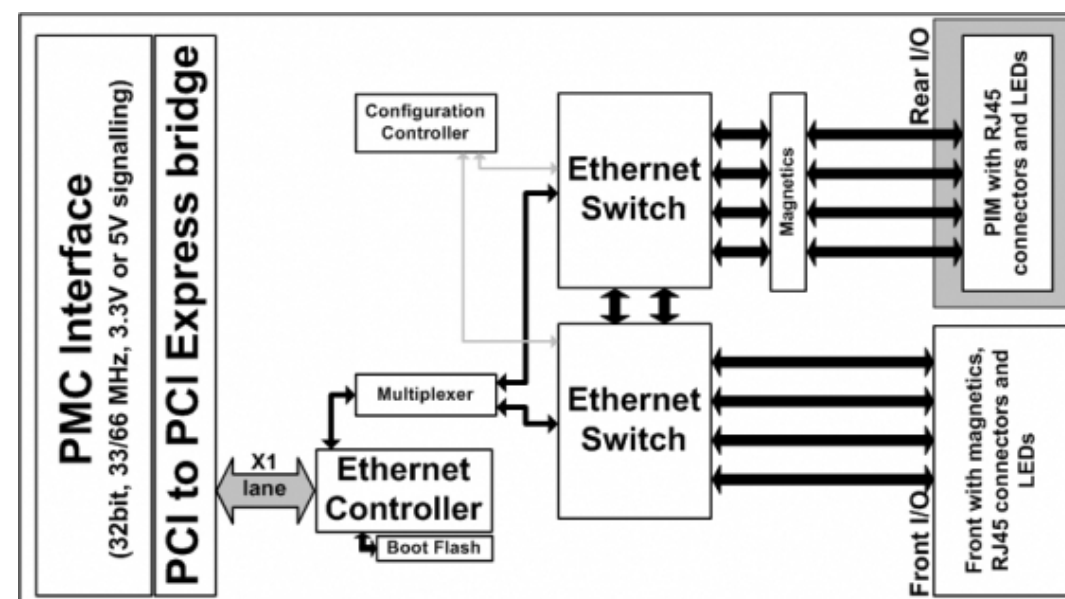 PMC Interface
(32bit, 33/66 MHz, 3.3V or 5V signalling)
PCI to PCI Express bridge
X1
lane
Configuration
Controller
Multiplexer
Ethernet
Controller
Boot Flash
Ethernet
Switch
Ethernet
Switch
Magnetics
Rear I/O
PIM with RJ45
connectors and LEDs
Front I/O
Front with magnetics,
RJ45 connectors and
LEDs